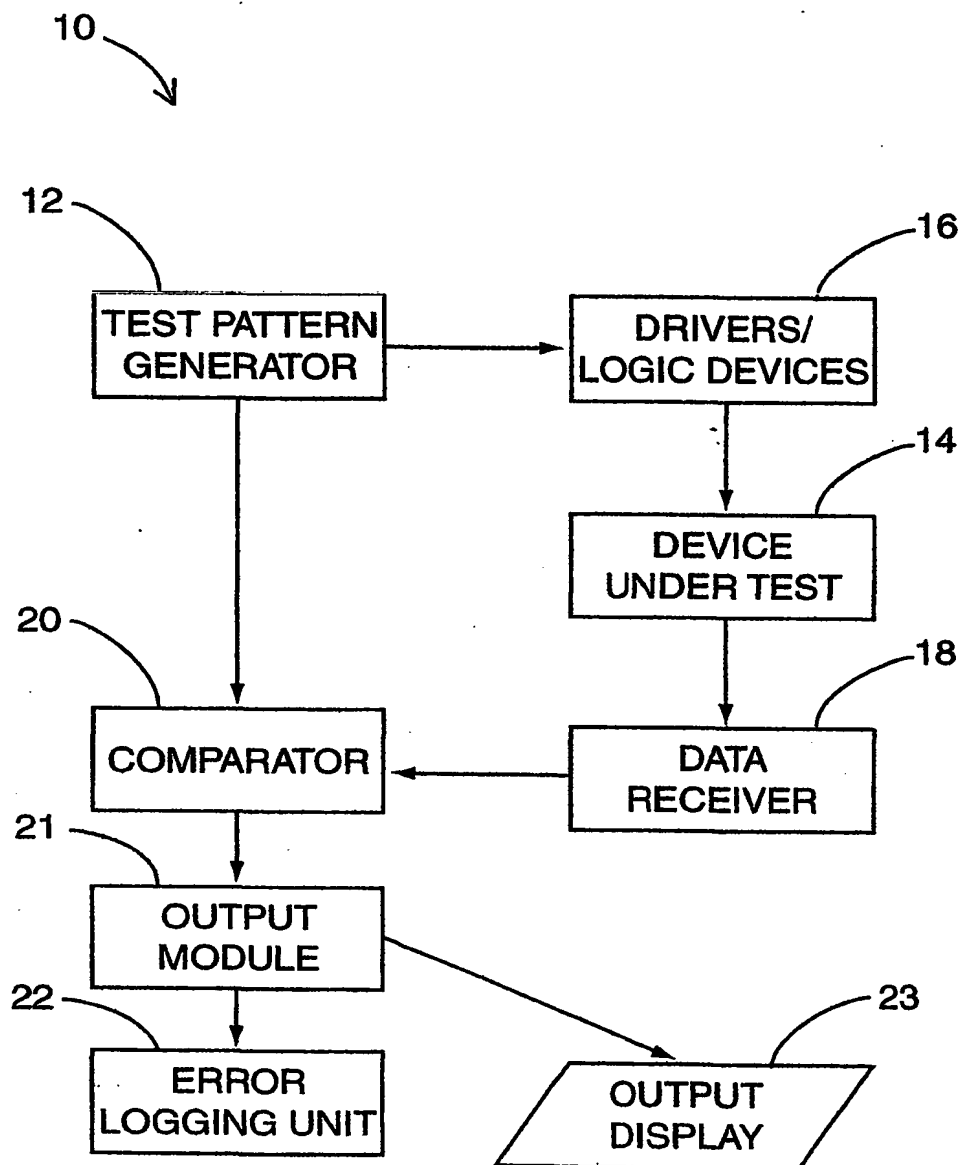 10
12
16
TEST PATTERN
GENERATOR
DRIVERS/
LOGIC DEVICES
14
DEVICE
UNDER TEST
20
18
COMPARATOR
DATA
RECEIVER
21
OUTPUT
MODULE
22
23
ERROR
LOGGING UNIT
OUTPUT
DISPLAY